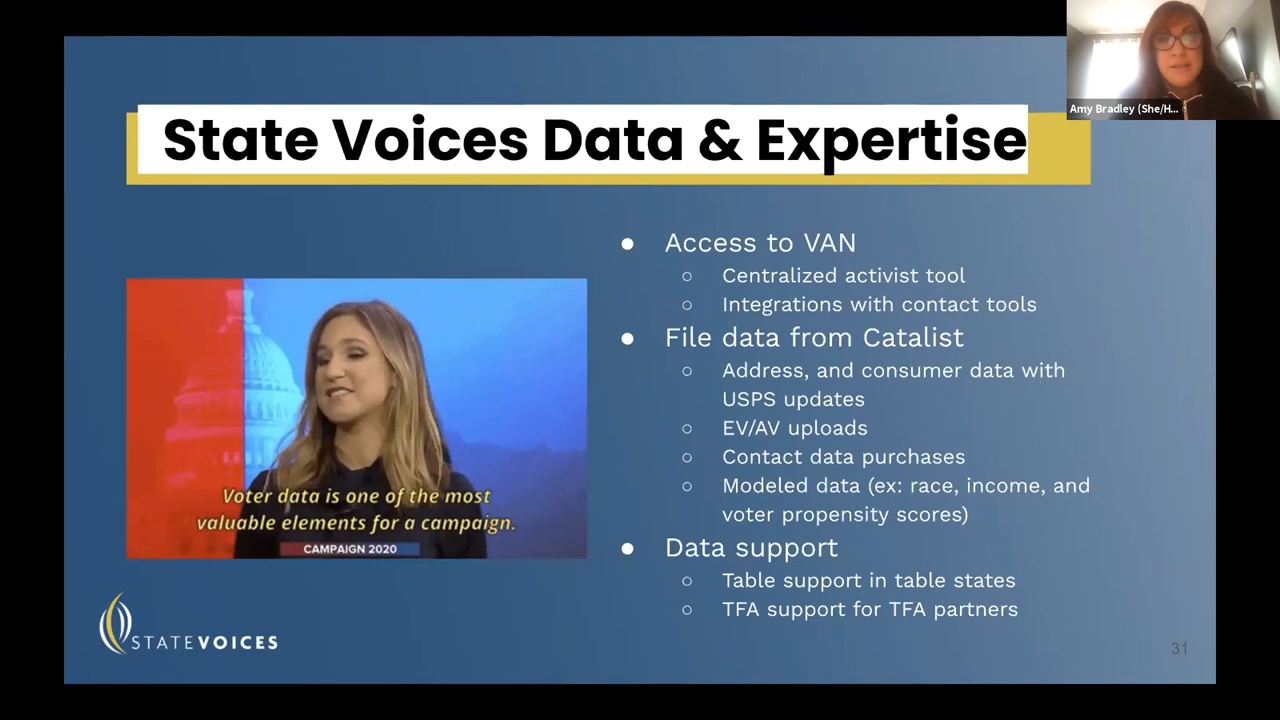 Amy Bradley (She/H...
State Voices Data & Expertise
● Access to VAN
○ Centralized activist tool
○ Integrations with contact tools
● File data from Catalist
○ Address, and consumer data with
USPS updates
○ EV/AV uploads
○ Contact data purchases
○ Modeled data (ex: race, income, and
voter propensity scores)
● Data support
○ Table support in table states
○ TFA support for TFA partners
Voter data is one of the most
valuable elements for a campaign.
CAMPAIGN 2020
STATEVOICES
31